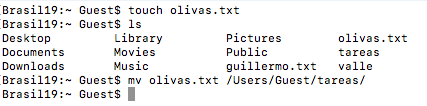 Brasil19:~ Guest$ touch olivas.txt
Brasil19:~ Guest$ ls
Desktop Library Pictures olivas.txt
Documents Movies Public tareas
Downloads Music guillermo.txt valle
Brasil19:~ Guest$ mv olivas.txt /Users/Guest/tareas/
Brasil19:~ Guest$